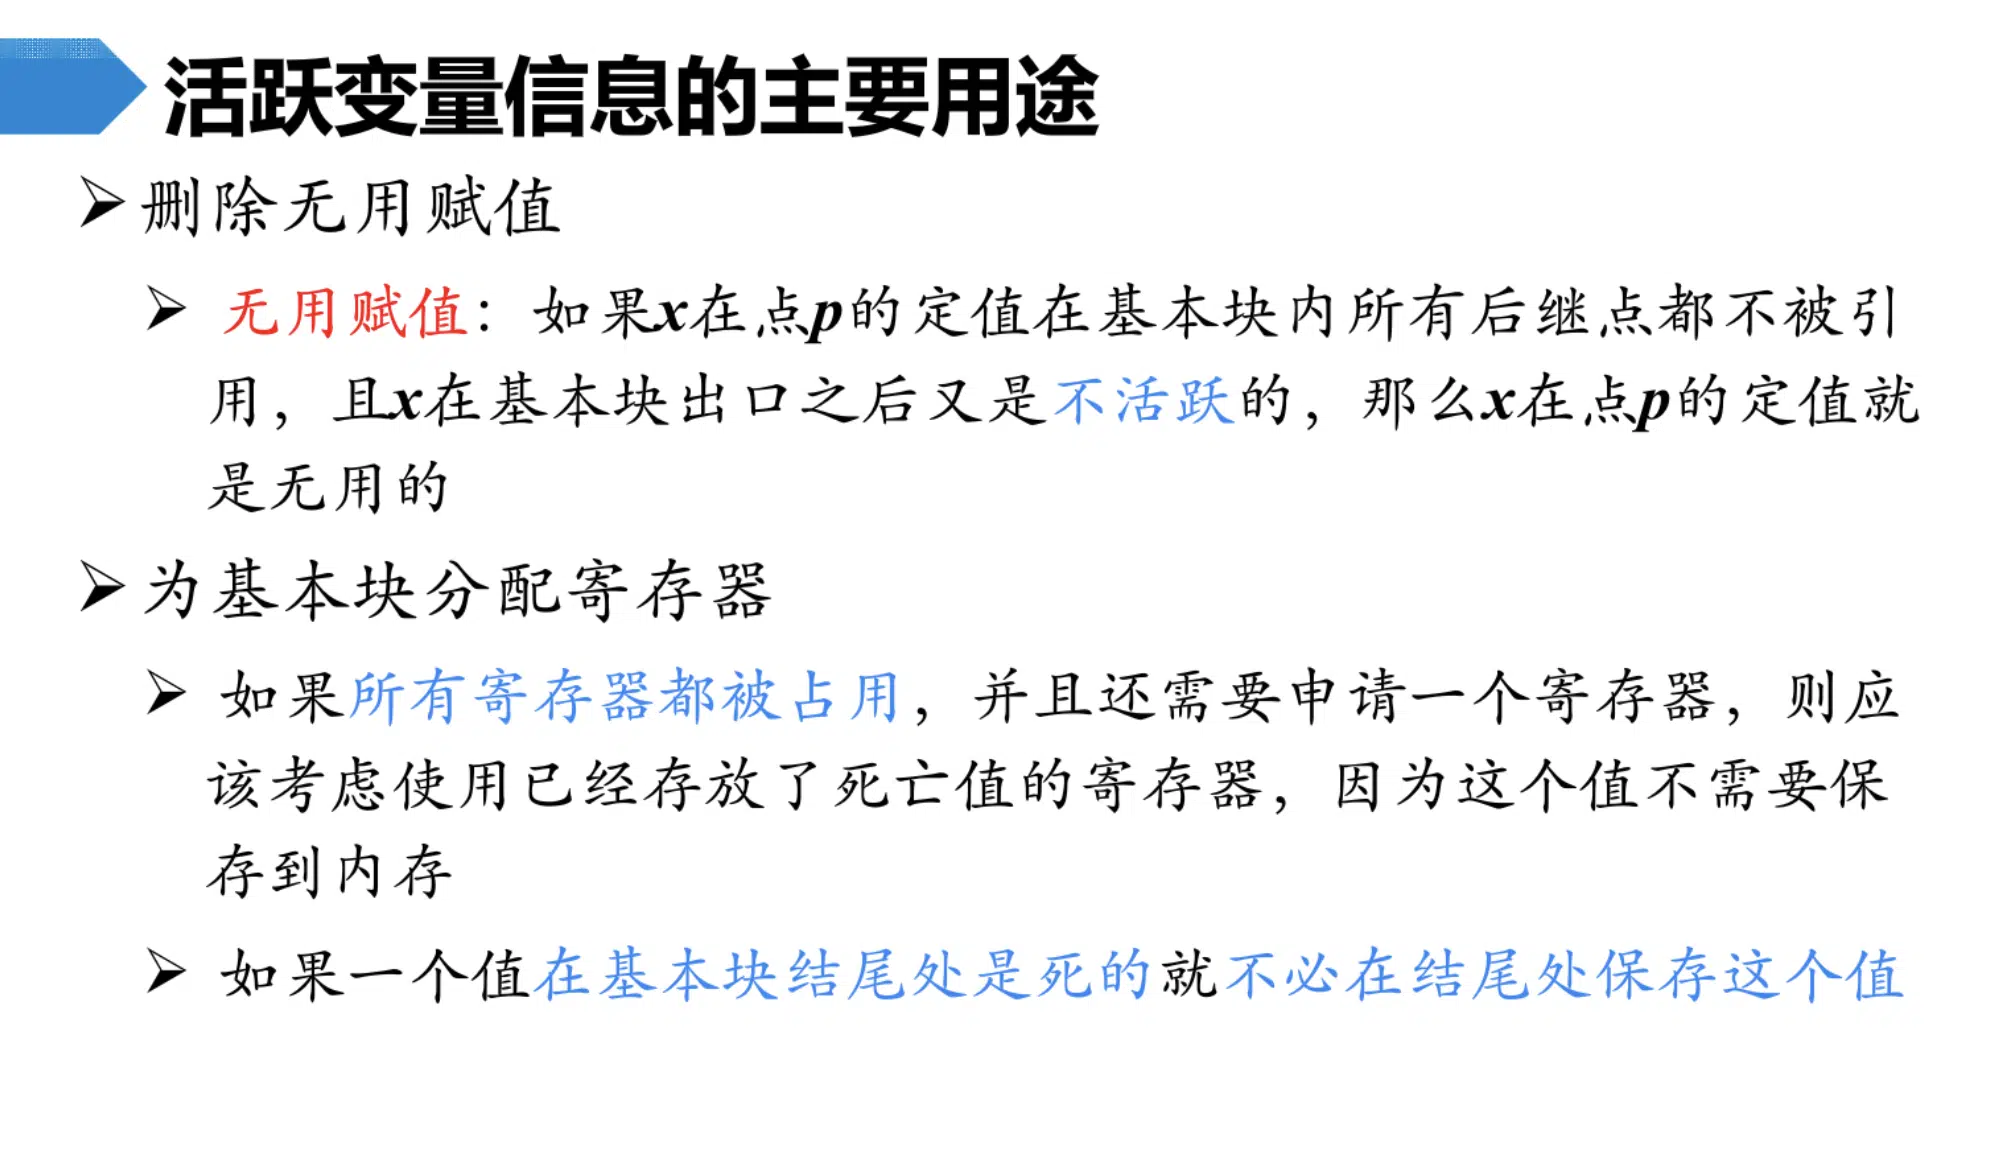 活跃变量信息的主要用途
➢删除无用赋值
➢ 无用赋值：如果x在点p的定值在基本块内所有后继点都不被引
用，且x在基本块出口之后又是不活跃的，那么x在点p的定值就
是无用的
➢为基本块分配寄存器
➢ 如果所有寄存器都被占用，并且还需要申请一个寄存器，则应
该考虑使用已经存放了死亡值的寄存器，因为这个值不需要保
存到内存
➢ 如果一个值在基本块结尾处是死的就不必在结尾处保存这个值